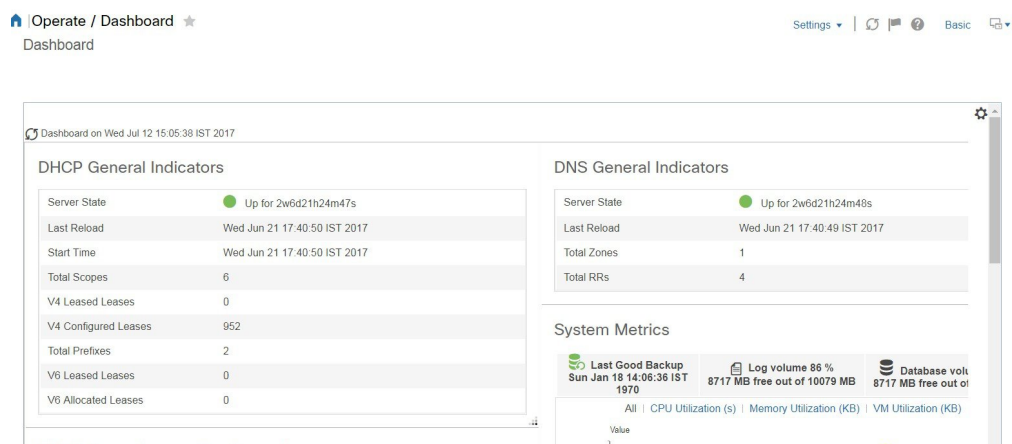 Operate / Dashboard
Settings
Basic
Dashboard
Dashboard on Wed Jul 12 15:05:38 IST 2017
DHCP General Indicators
Server State Up for 2w6d21h24m47s
Last Reload Wed Jun 21 17:40:50 IST 2017
Start Time Wed Jun 21 17:40:50 IST 2017
Total Scopes 6
V4 Leased Leases 0
V4 Configured Leases 952
Total Prefixes 2
V6 Leased Leases 0
V6 Allocated Leases 0
DNS General Indicators
Server State Up for 2w6d21h24m48s
Last Reload Wed Jun 21 17:40:49 IST 2017
Total Zones 1
Total RRs 4
System Metrics
Last Good Backup
Sun Jan 18 14:06:36 IST
1970
Log volume 86 %
8717 MB free out of 10079 MB
Database volu
8717 MB free out of
All | CPU Utilization (s) | Memory Utilization (KB) | VM Utilization (KB)
Value